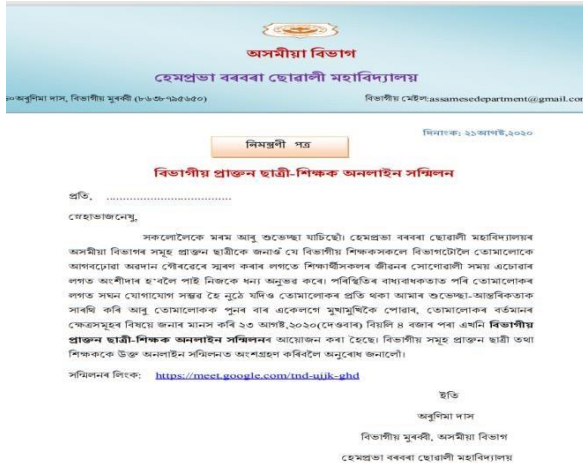 অসমীয়া বিভাগ
হেমপ্ৰভা বৰবৰা ছোৱালী মহাবিদ্যালয়
অৰুণিমা দাস, বিভাগীয় মুৰব্বী (৮৬৩৮৭৯৫৬৫০) বিভাগীয় মেইল:assamesedepartment@gmail.com
দিনাংক: ২১আগষ্ট,২০২০
নিমন্ত্ৰণী পত্ৰ
বিভাগীয় প্ৰাক্তন ছাত্ৰী-শিক্ষক অনলাইন সন্মিলন
প্ৰতি, ..................................
স্নেহাভাজনেষু,
সকলোলৈকে মৰম আৰু শুভেচ্ছা যাচিছোঁ। হেমপ্ৰভা বৰবৰা ছোৱালী মহাবিদ্যালয়ৰ
অসমীয়া বিভাগৰ সমূহ প্ৰাক্তন ছাত্ৰীকে জনাওঁ যে বিভাগীয় শিক্ষকসকলে বিভাগটোলৈ তোমালোকে
আগবঢ়োৱা অৱদান গৌৰৱেৰে স্মৰণ কৰাৰ লগতে শিক্ষাৰ্থীসকলৰ জীৱনৰ সোণোৱালী সময় এচোৱাৰ
লগত অংশীদাৰ হ'বলৈ পাই নিজকে ধন্য অনুভৱ কৰে। পৰিস্থিতিৰ বাধ্যবাধকতাত পৰি তোমালোকৰ
লগত সঘন যোগাযোগ সম্ভৱ হৈ নুঠে যদিও তোমালোকৰ প্ৰতি থকা আমাৰ শুভেচ্ছা-আন্তৰিকতাক
সাৰথি কৰি আৰু তোমালোকক পুনৰ বাৰ একেলগে মুখামুখিকৈ পোৱাৰ, তোমালোকৰ বৰ্তমানৰ
ক্ষেত্ৰসমূহৰ বিষয়ে জনাৰ মানস কৰি ২৩ আগষ্ট,২০২০(দেওবাৰ) বিয়লি ৪ বজাৰ পৰা এখনি বিভাগীয়
প্ৰাক্তন ছাত্ৰী-শিক্ষক অনলাইন সন্মিলনৰ আয়োজন কৰা হৈছে। বিভাগীয় সমূহ প্ৰাক্তন ছাত্ৰী তথা
শিক্ষককে উক্ত অনলাইন সন্মিলনত অংশগ্ৰহণ কৰিবলৈ অনুৰোধ জনালোঁ।
সন্মিলনৰ লিংক: https://meet.google.com/tnd-ujjk-ghd
ইতি
অৰুণিমা দাস
বিভাগীয় মুৰব্বী, অসমীয়া বিভাগ
হেমপ্ৰভা বৰবৰা ছোৱালী মহাবিদ্যালয়